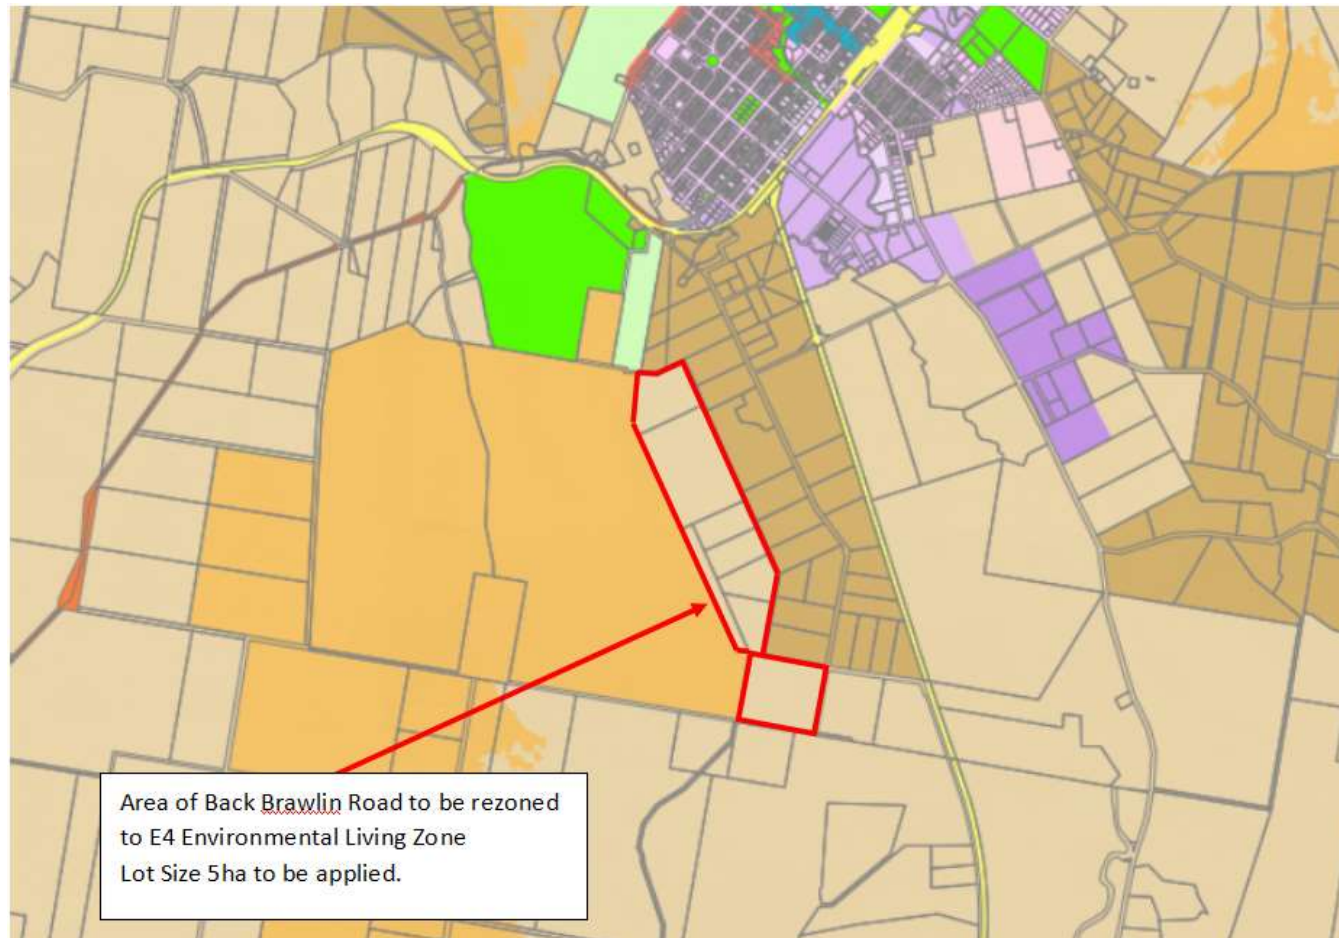 Area of Back Brawlin Road to be rezoned
to E4 Environmental Living Zone
Lot Size 5ha to be applied.